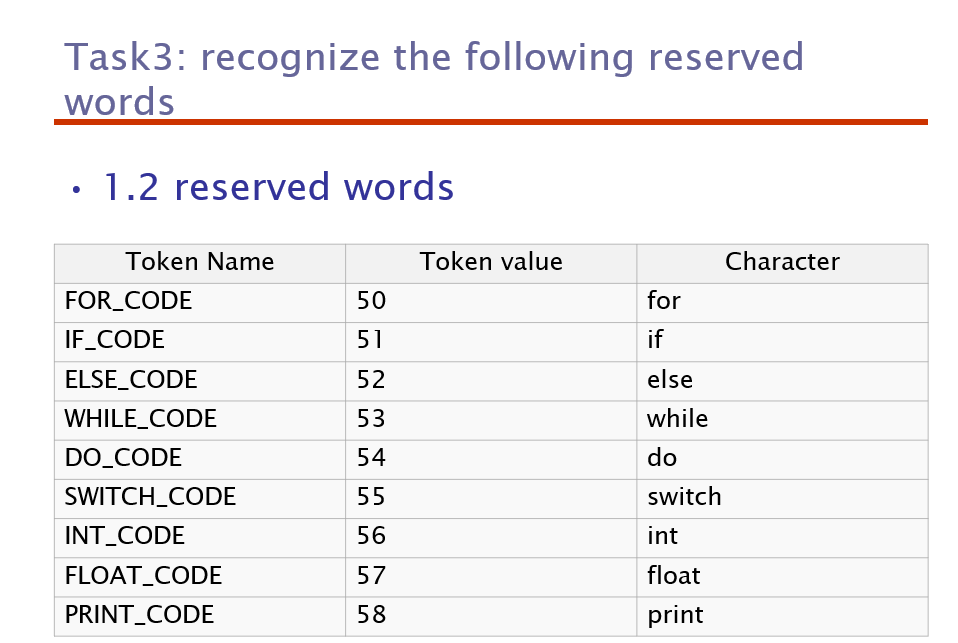 Task3: recognize the following reserved
words
• 1.2 reserved words
Token Name Token value Character
FOR_CODE 50 for
IF_CODE 51 if
ELSE_CODE 52 else
WHILE_CODE 53 while
DO_CODE 54 do
SWITCH_CODE 55 switch
INT_CODE 56 int
FLOAT_CODE 57 float
PRINT_CODE 58 print